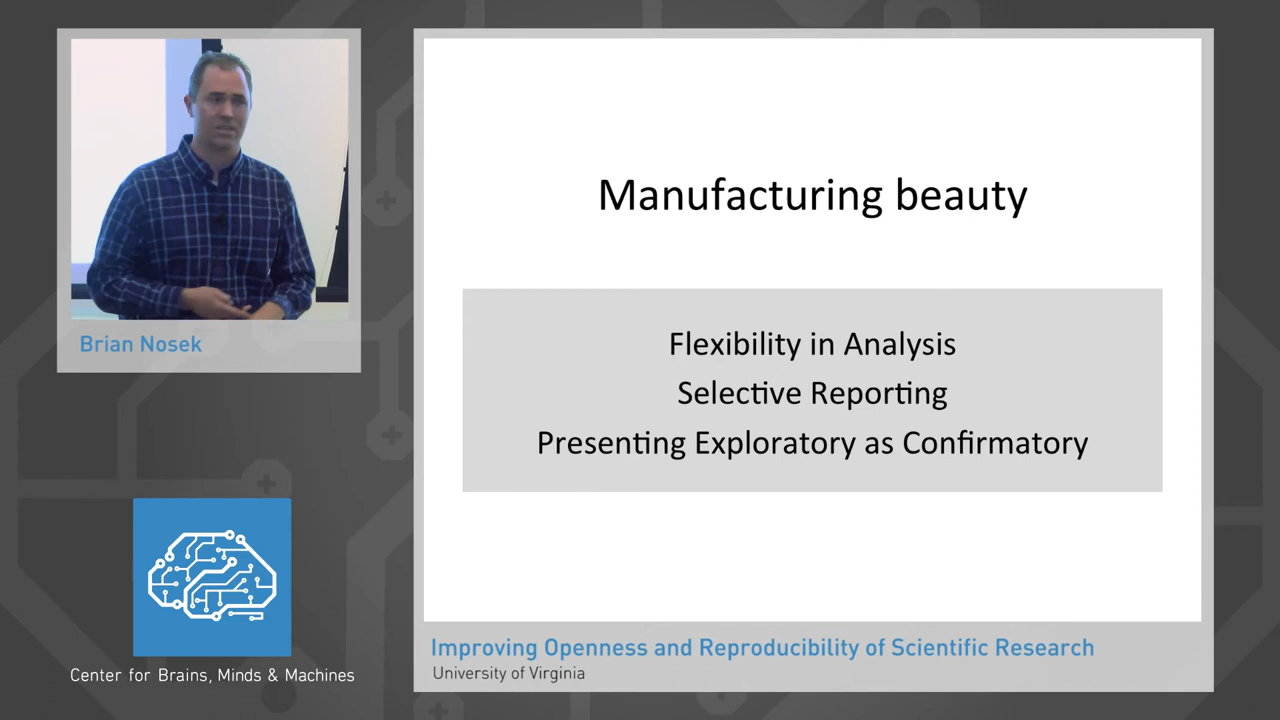 Brian Nosek
Center for Brains, Minds & Machines
Manufacturing beauty
Flexibility in Analysis
Selective Reporting
Presenting Exploratory as Confirmatory
Improving Openness and Reproducibility of Scientific Research
University of Virginia